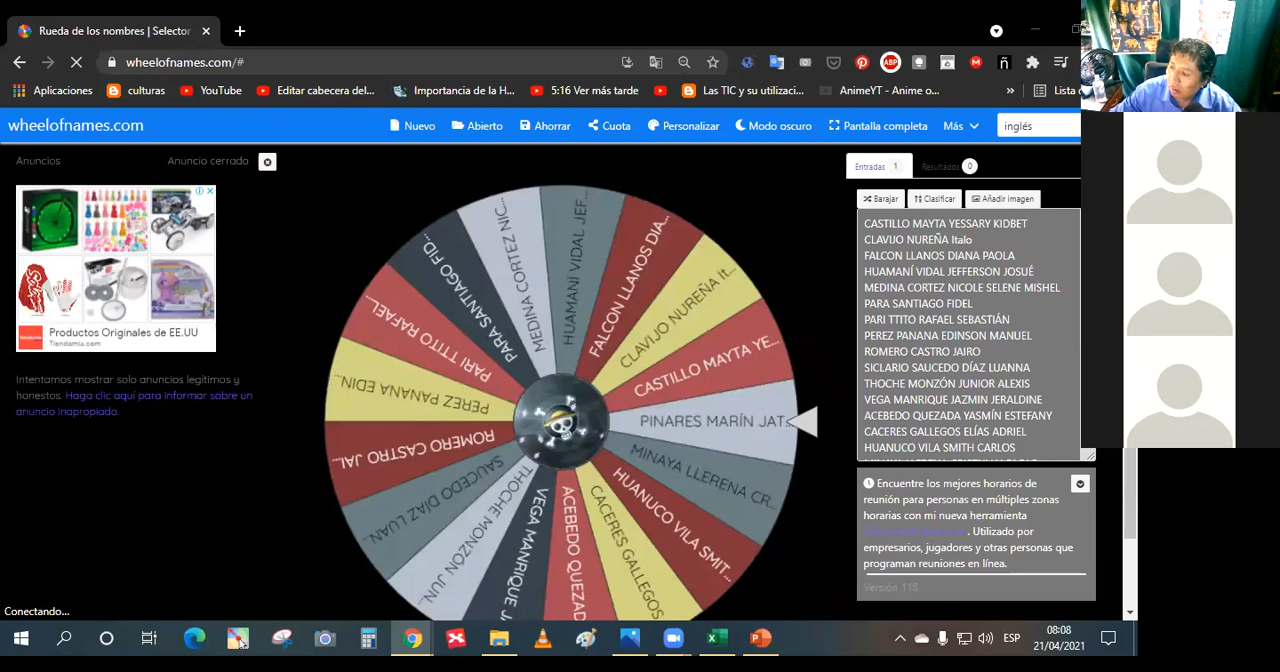 Rueda de los nombres | Selector
wheelofnames.com/#
Aplicaciones culturas YouTube Editar cabecera del... Importancia de la H... 5:16 Ver más tarde Las TIC y su utilizaci... AnimeYT - Anime o... » Lista
wheelofnames.com Nuevo Abierto Ahorrar Cuota Personalizar Modo oscuro Pantalla completa Más inglés
Anuncios Anuncio cerrado
Entradas 1 Resultados 0
Barajar Clasificar Añadir imagen
CASTILLO MAYTA YESSARY KIDBET
CLAVIJO NUREÑA Italo
FALCON LLANOS DIANA PAOLA
HUAMANÍ VIDAL JEFFERSON JOSUÉ
MEDINA CORTEZ NICOLE SELENE MISHEL
PARA SANTIAGO FIDEL
PARI TTITO RAFAEL SEBASTIÁN
PEREZ PANANA EDINSON MANUEL
ROMERO CASTRO JAIRO
SICLARIO SAUCEDO DÍAZ LUANNA
THOCHE MONZÓN JUNIOR ALEXIS
VEGA MANRIQUE JAZMIN JERALDINE
ACEBEDO QUEZADA YASMÍN ESTEFANY
CACERES GALLEGOS ELÍAS ADRIEL
HUANUCO VILA SMITH CARLOS
Productos Originales de EE.UU
Tiendamia.com
Intentamos mostrar solo anuncios legítimos y
honestos. Haga clic aquí para informar sobre un
anuncio inapropiado.
PARA SANTIAGO FID...
MEDINA CORTEZ NIC...
HUAMANÍ VIDAL JEF...
FALCON LLANOS DIA...
CLAVIJO NUREÑA It...
CASTILLO MAYTA YE...
PINARES MARÍN JAT...
MINAYA LLERENA CR...
HUANUCO VILA SMIT...
CACERES GALLEGOS
ACEBEDO QUEZAD
VEGA MANRIQUE J
THOCHE MONZÓN JUN
SAUCEDO DÍAZ LUAN
ROMERO CASTRO JAI...
PEREZ PANANA EDIN...
PARI TTITO RAFAEL...
Encuentre los mejores horarios de
reunión para personas en múltiples zonas
horarias con mi nueva herramienta
. Utilizado por
empresarios, jugadores y otras personas que
programan reuniones en línea.
Versión 118
Conectando...
ESP
08:08
21/04/2021